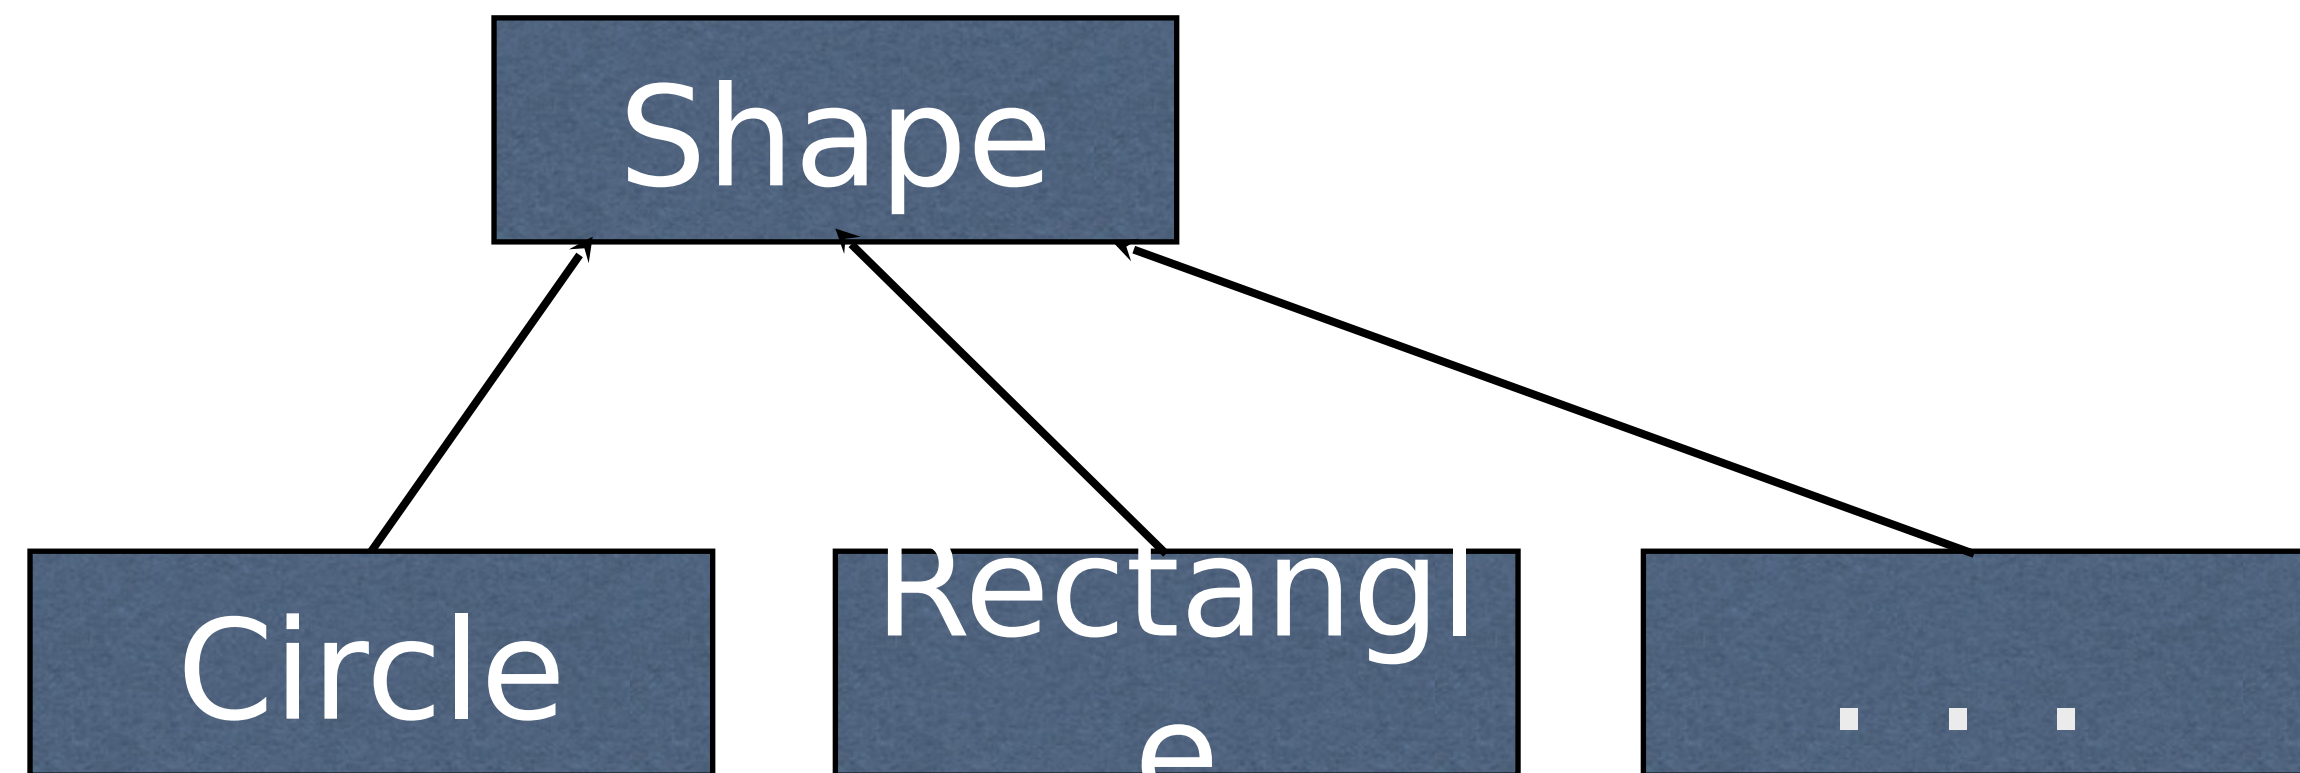 Shape
Circle
Rectangl
e
. . .